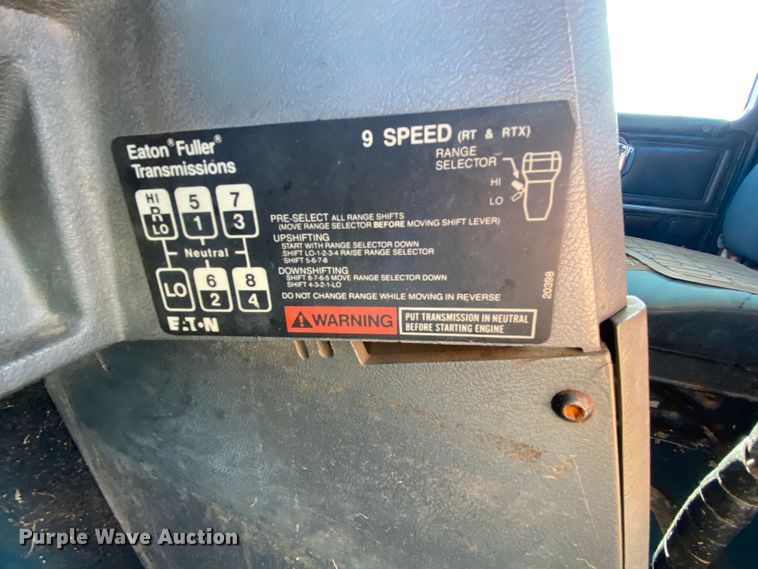 Eaton® Fuller®
Transmissions
9 SPEED (RT & RTX)
RANGE
SELECTOR
HI
LO
HI R LO 5 1 7 3
Neutral
LO 6 2 8 4
EATON
PRE-SELECT ALL RANGE SHIFTS
(MOVE RANGE SELECTOR BEFORE MOVING SHIFT LEVER)
UPSHIFTING
START WITH RANGE SELECTOR DOWN
SHIFT LO-1-2-3-4 RAISE RANGE SELECTOR
SHIFT 5-6-7-8
DOWNSHIFTING
SHIFT 8-7-6-5 MOVE RANGE SELECTOR DOWN
SHIFT 4-3-2-1-LO
DO NOT CHANGE RANGE WHILE MOVING IN REVERSE
WARNING
PUT TRANSMISSION IN NEUTRAL
BEFORE STARTING ENGINE
20398
Purple Wave Auction